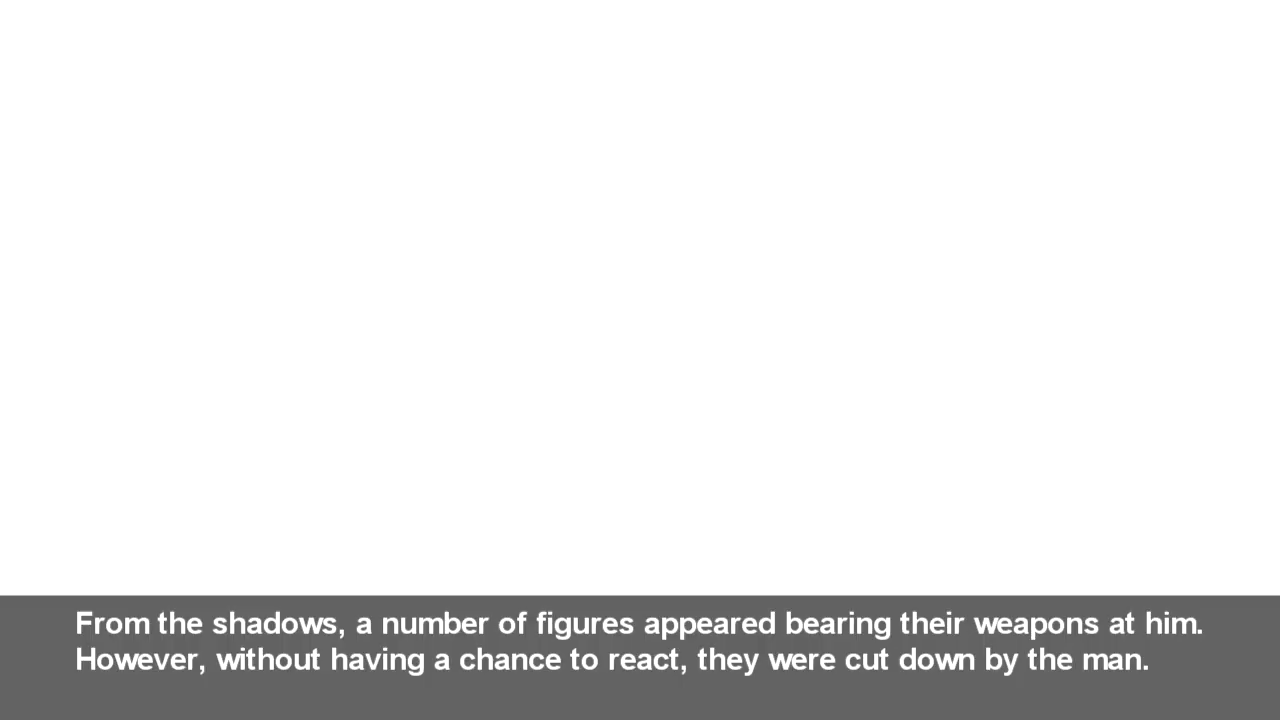 From the shadows, a number of figures appeared bearing their weapons at him.
However, without having a chance to react, they were cut down by the man.